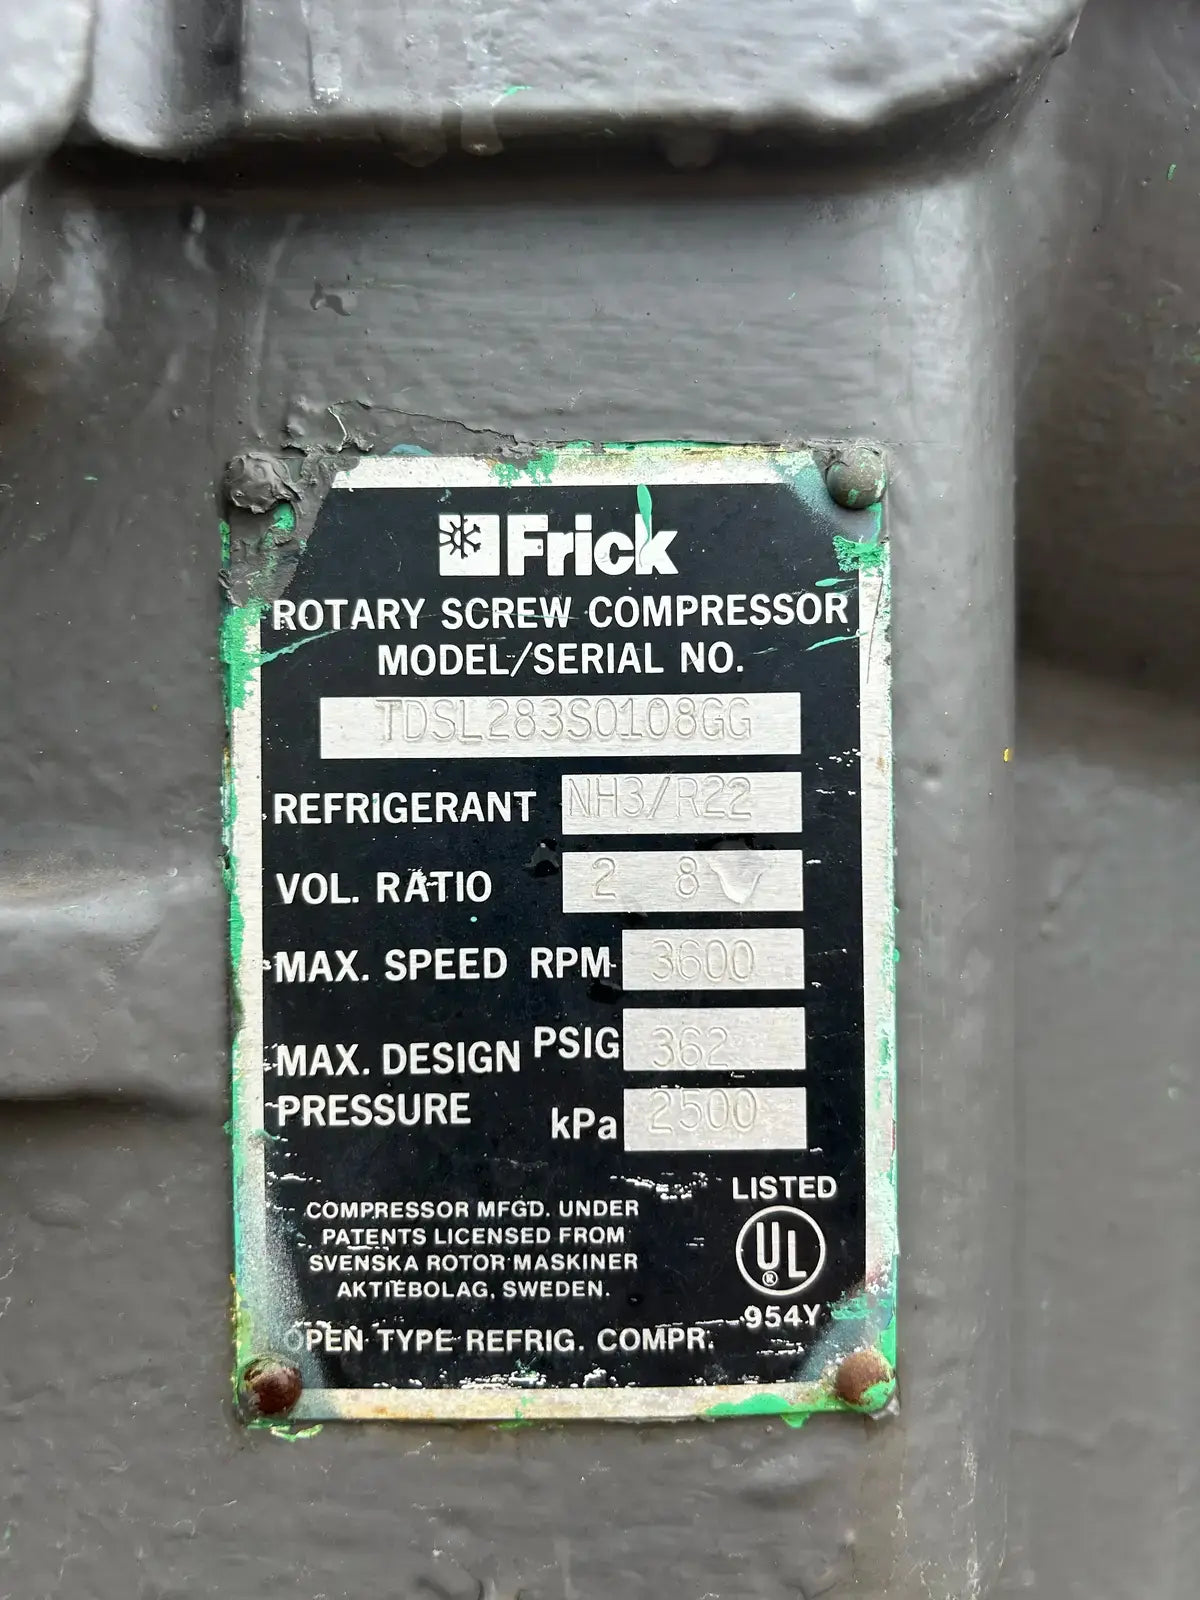 Frick
ROTARY SCREW COMPRESSOR
MODEL/SERIAL NO.
TDSL283S0108GG
REFRIGERANT NH3/R22
VOL. RATIO 2 8
MAX. SPEED RPM 3600
MAX. DESIGN PRESSURE PSIG 362
kPa 2500
COMPRESSOR MFGD. UNDER
PATENTS LICENSED FROM
SVENSKA ROTOR MASKINER
AKTIEBOLAG, SWEDEN.
LISTED
UL
®
954Y
OPEN TYPE REFRIG. COMPR.